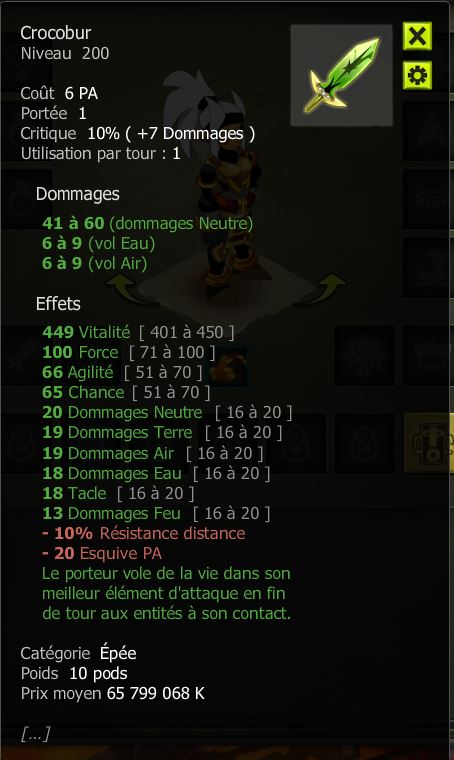 Crocobur
Niveau 200
Coût 6 PA
Portée 1
Critique 10% ( +7 Dommages )
Utilisation par tour : 1
Dommages
41 à 60 (dommages Neutre)
6 à 9 (vol Eau)
6 à 9 (vol Air)
Effets
449 Vitalité [ 401 à 450 ]
100 Force [ 71 à 100 ]
66 Agilité [ 51 à 70 ]
65 Chance [ 51 à 70 ]
20 Dommages Neutre [ 16 à 20 ]
19 Dommages Terre [ 16 à 20 ]
19 Dommages Air [ 16 à 20 ]
18 Dommages Eau [ 16 à 20 ]
18 Tacle [ 16 à 20 ]
13 Dommages Feu [ 16 à 20 ]
- 10% Résistance distance
- 20 Esquive PA
Le porteur vole de la vie dans son
meilleur élément d'attaque en fin
de tour aux entités à son contact.
Catégorie Épée
Poids 10 pods
Prix moyen 65 799 068 K
[...]